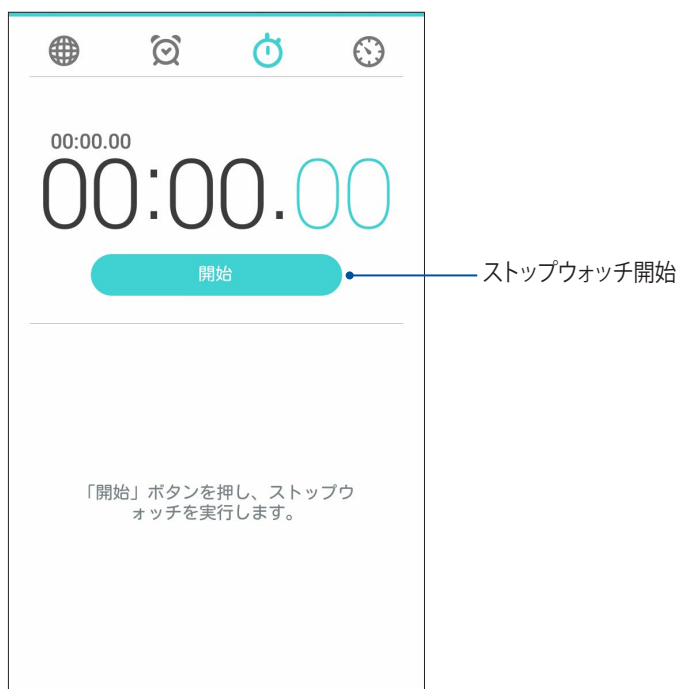 00:00.00
00:00.00
開始
ストップウォッチ開始
「開始」ボタンを押し、ストップウ
ォッチを実行します。